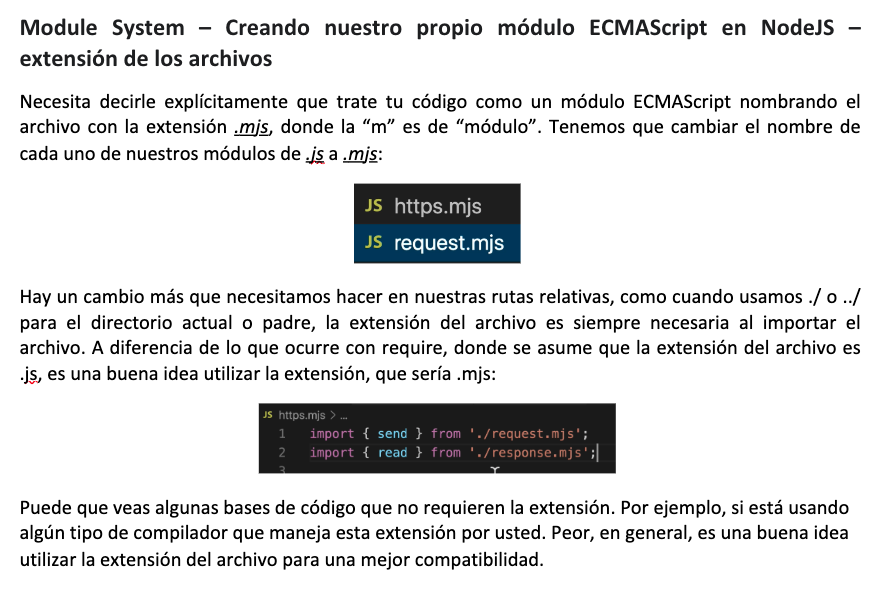 Module System – Creando nuestro propio módulo ECMAScript en NodeJS –
extensión de los archivos
Necesita decirle explícitamente que trate tu código como un módulo ECMAScript nombrando el
archivo con la extensión .mjs, donde la “m” es de “módulo”. Tenemos que cambiar el nombre de
cada uno de nuestros módulos de .js a .mjs:
JS https.mjs
JS request.mjs
Hay un cambio más que necesitamos hacer en nuestras rutas relativas, como cuando usamos ./ o ../
para el directorio actual o padre, la extensión del archivo es siempre necesaria al importar el
archivo. A diferencia de lo que ocurre con require, donde se asume que la extensión del archivo es
.js, es una buena idea utilizar la extensión, que sería .mjs:
JS https.mjs > ...
1 import { send } from './request.mjs';
2 import { read } from './response.mjs';
3
Puede que veas algunas bases de código que no requieren la extensión. Por ejemplo, si está usando
algún tipo de compilador que maneja esta extensión por usted. Peor, en general, es una buena idea
utilizar la extensión del archivo para una mejor compatibilidad.